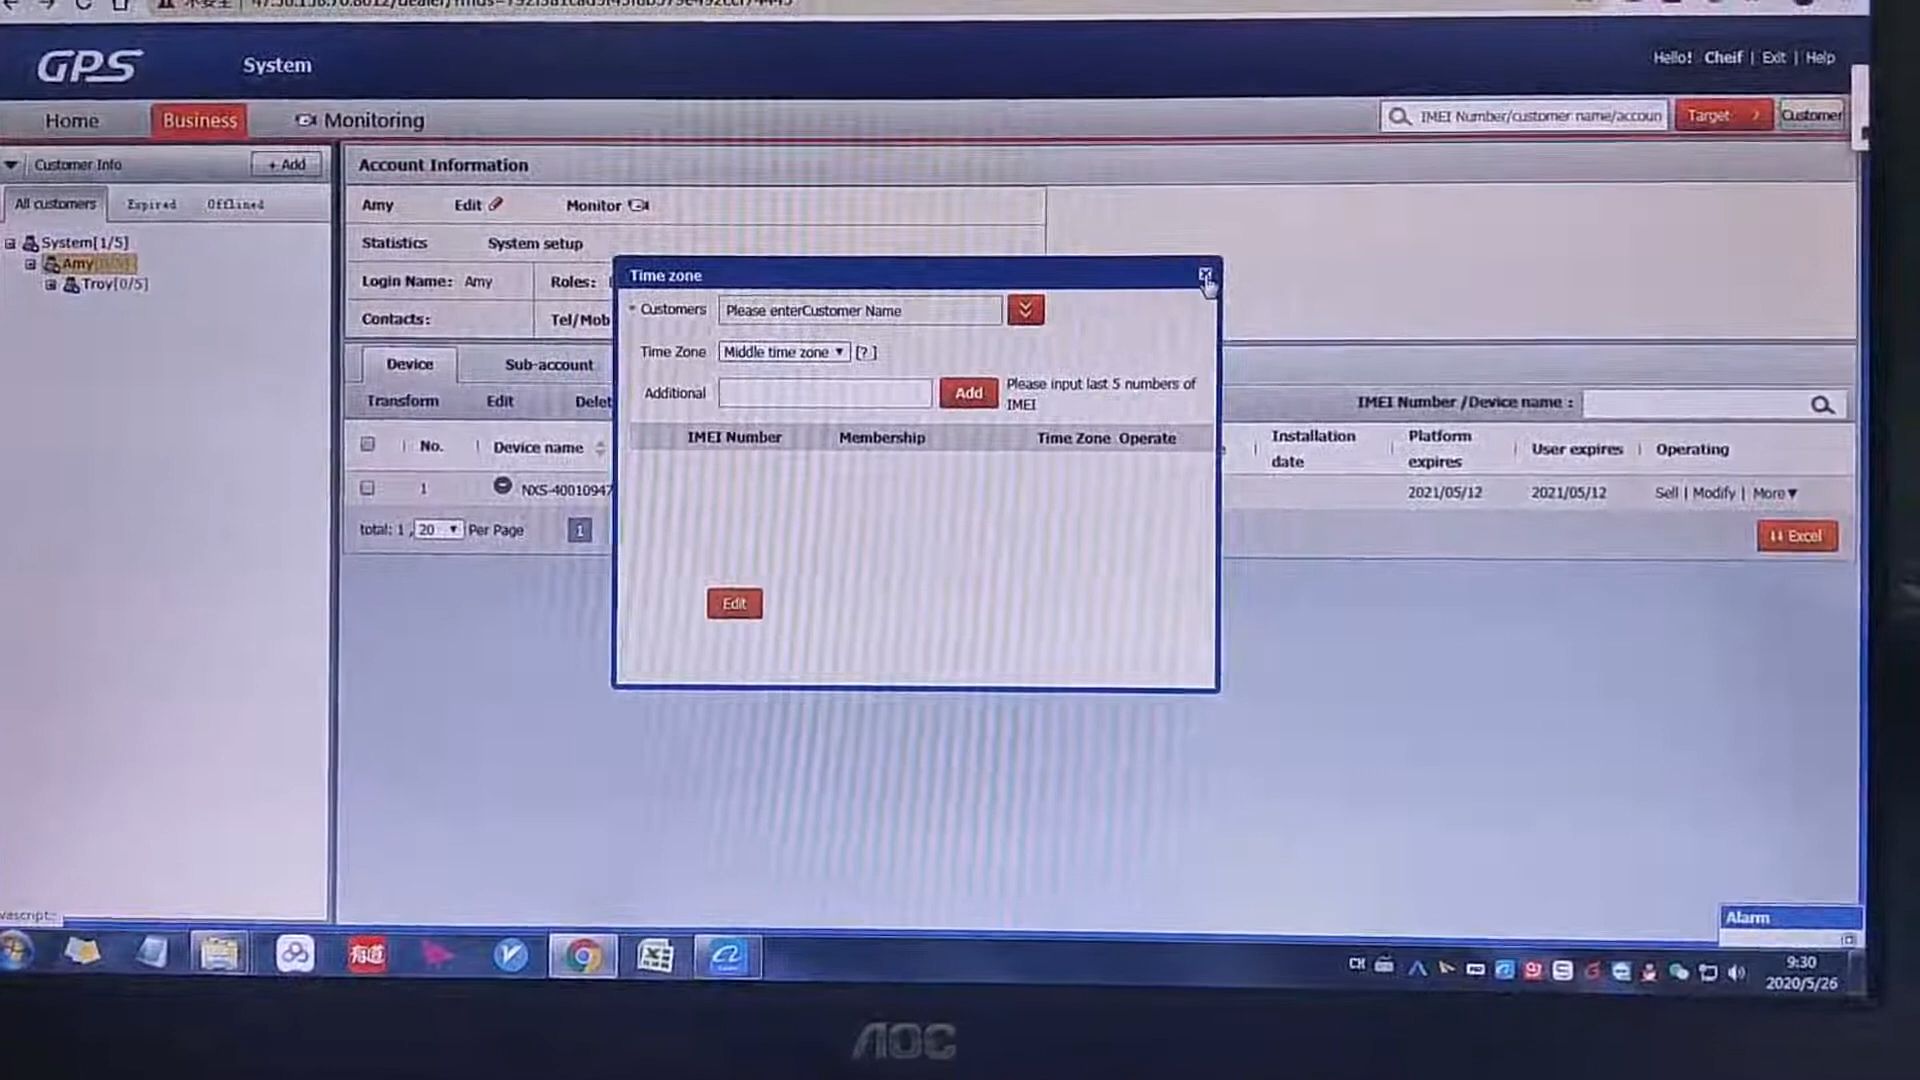 GPS
System
Hello! Cheif | Exit | Help
Home
Business
Monitoring
IMEI Number/customer name/accoun
Target
Customer
Customer Info
+ Add
All customers
Expired
Offlined
System[1/5]
Amy
Troy[0/5]
Account Information
Amy
Edit
Monitor
Statistics
System setup
Login Name: Amy
Roles:
Contacts:
Tel/Mob
Device
Sub-account
Transform
Edit
Delet
IMEI Number /Device name :
No.
Device name
Installation date
Platform expires
User expires
Operating
1
NXS-40010947
2021/05/12
2021/05/12
Sell | Modify | More▼
total: 1 , 20 Per Page
1
Excel
Time zone
* Customers
Please enterCustomer Name
Time Zone
Middle time zone
[?]
Additional
Add
Please input last 5 numbers of
IMEI
IMEI Number
Membership
Time Zone
Operate
Edit
vascript:
Alarm
有道
CH
9:30
2020/5/26
AOC